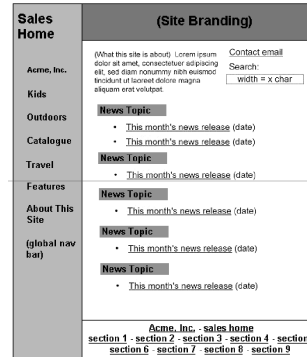 Sales
Home
(Site Branding)
Acme, Inc.
Kids
Outdoors
Catalogue
Travel
Features
About This
Site
(global nav
bar)
(What this site is about) Lorem ipsum
dolor sit amet, consectetuer adipiscing
elit, sed diam nonummy nibh euismod
tincidunt ut laoreet dolore magna
aliquam erat volutpat.
Contact email
Search:
width = x char
News Topic
• This month's news release (date)
• This month's news release (date)
News Topic
• This month's news release (date)
News Topic
• This month's news release (date)
News Topic
• This month's news release (date)
News Topic
• This month's news release (date)
Acme, Inc. - sales home
section 1 - section 2 - section 3 - section 4 - section
section 6 - section 7 - section 8 - section 9